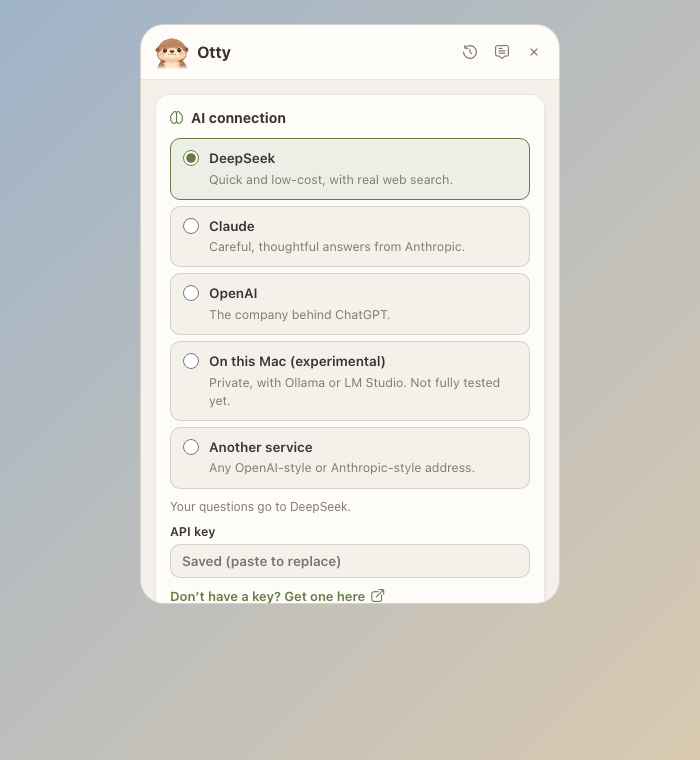 Otty
AI connection
DeepSeek
Quick and low-cost, with real web search.
Claude
Careful, thoughtful answers from Anthropic.
OpenAI
The company behind ChatGPT.
On this Mac (experimental)
Private, with Ollama or LM Studio. Not fully tested
yet.
Another service
Any OpenAI-style or Anthropic-style address.
Your questions go to DeepSeek.
API key
Saved (paste to replace)
Don’t have a key? Get one here